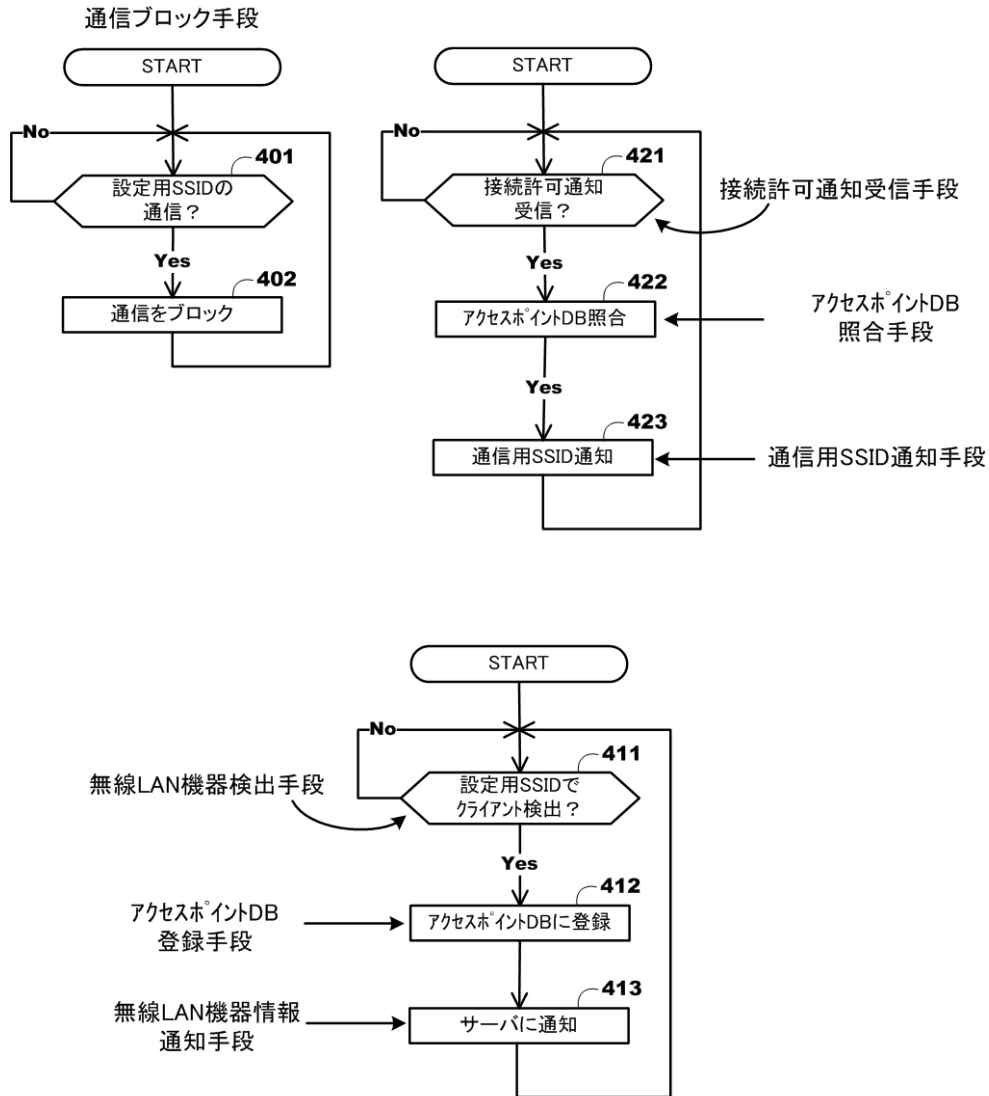 通信ブロック手段
START
No
401
設定用SSIDの
通信？
Yes
402
通信をブロック
START
No
421
接続許可通知
受信？
接続許可通知受信手段
Yes
422
アクセスポイントDB照合
アクセスポイントDB
照合手段
Yes
423
通信用SSID通知
通信用SSID通知手段
START
No
411
設定用SSIDで
クライアント検出？
無線LAN機器検出手段
Yes
412
アクセスポイントDBに登録
アクセスポイントDB
登録手段
413
サーバに通知
無線LAN機器情報
通知手段